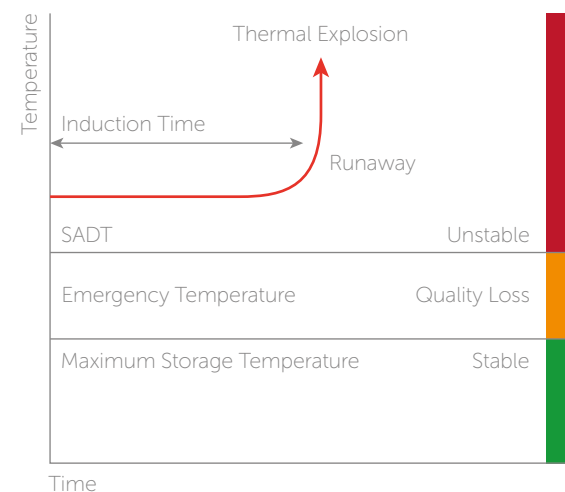 Temperature
Thermal Explosion
Induction Time
Runaway
SADT
Unstable
Emergency Temperature
Quality Loss
Maximum Storage Temperature
Stable
Time